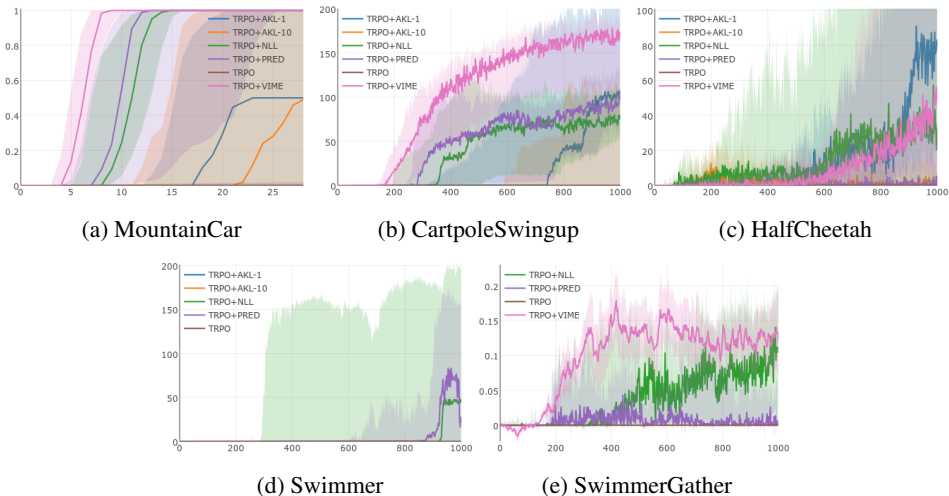 1
0.8
0.6
0.4
0.2
0
5
10
15
20
25
TRPO+AKL-1
TRPO+AKL-10
TRPO+NLL
TRPO+PRED
TRPO
TRPO+VIME
(a) MountainCar
200
150
100
50
0
200
400
600
800
1000
TRPO+AKL-1
TRPO+AKL-10
TRPO+NLL
TRPO+PRED
TRPO
TRPO+VIME
(b) CartpoleSwingup
100
80
60
40
20
0
0
200
400
600
800
1000
TRPO+AKL-1
TRPO+AKL-10
TRPO+NLL
TRPO+PRED
TRPO
TRPO+VIME
(c) HalfCheetah
200
150
100
50
0
0
200
400
600
800
1000
TRPO+AKL-1
TRPO+AKL-10
TRPO+NLL
TRPO+PRED
TRPO
(d) Swimmer
0.2
0.15
0.1
0.05
0
0
200
400
600
800
1000
TRPO+NLL
TRPO+PRED
TRPO
TRPO+VIME
(e) SwimmerGather